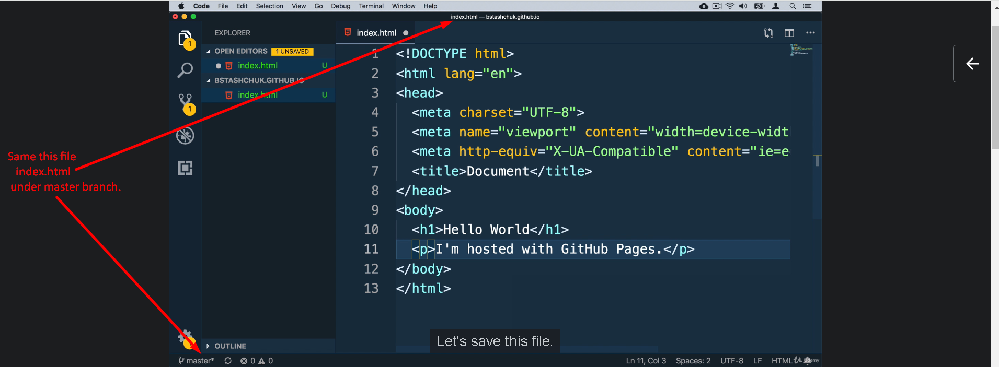 Code File Edit Selection View Go Debug Terminal Window Help
index.html — bstashchuk.github.io
EXPLORER
index.html
1
OPEN EDITORS 1 UNSAVED
index.html U
BSTASHCHUK.GITHUB.IO
index.html U
1
1 <!DOCTYPE html>
2 <html lang="en">
3 <head>
4 <meta charset="UTF-8">
5 <meta name="viewport" content="width=device-widt
6 <meta http-equiv="X-UA-Compatible" content="ie=e
7 <title>Document</title>
8 </head>
9 <body>
10 <h1>Hello World</h1>
11 <p>I'm hosted with GitHub Pages.</p>
12 </body>
13 </html>
Same this file
index.html
under master branch.
Let's save this file.
OUTLINE
master* 0 0
Ln 11, Col 3 Spaces: 2 UTF-8 LF HTML
Udemy